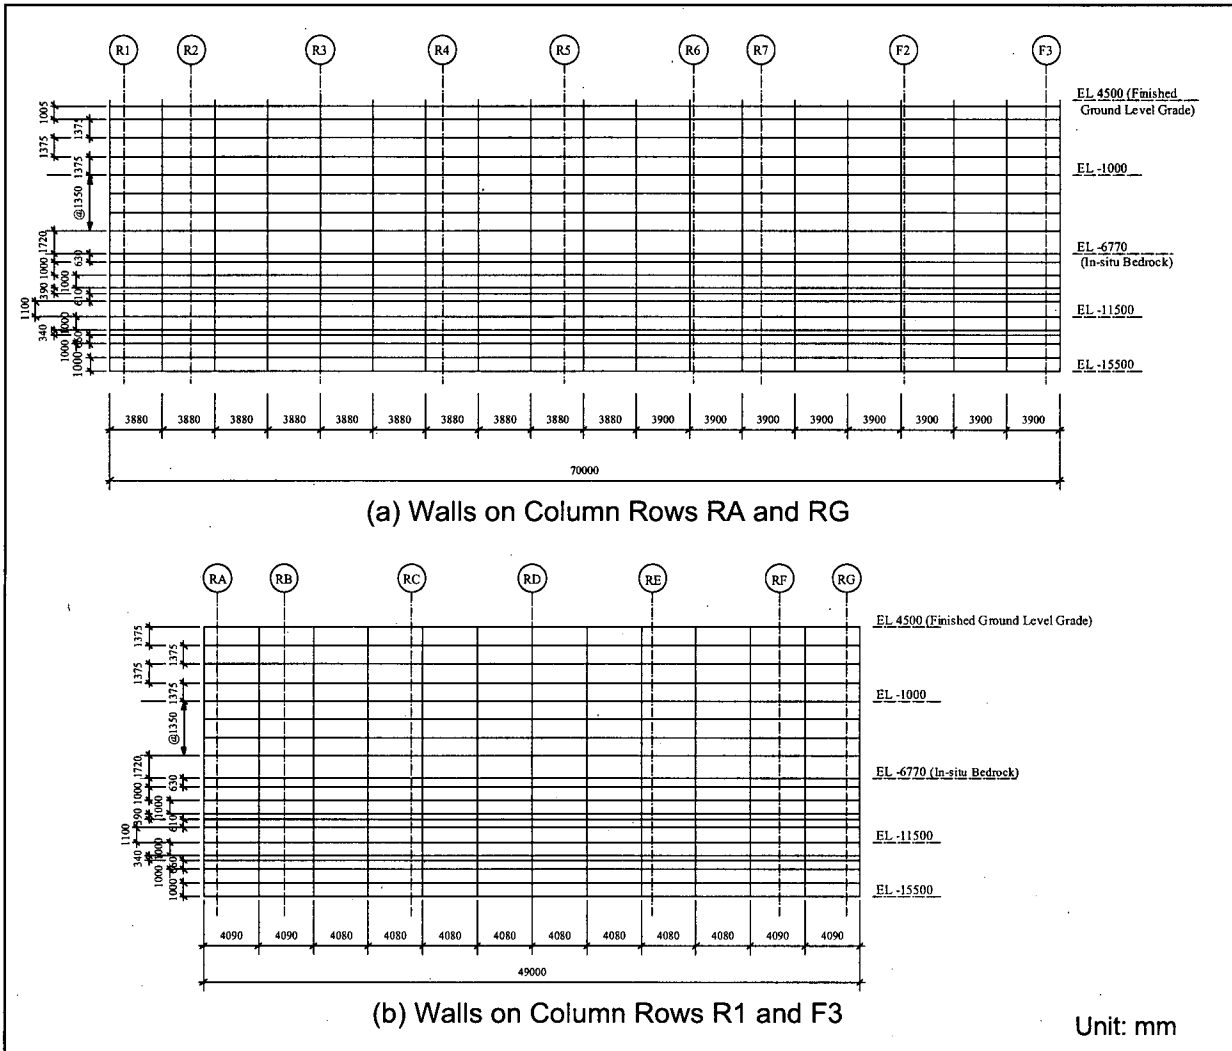 R1 R2 R3 R4 R5 R6 R7 F2 F3
EL 4500 (Finished
Ground Level Grade)
1005
1375
1375
1375
EL -1000
@1350
1720
EL -6770
(In-situ Bedrock)
630
1000
1000
390
610
1100
EL -11500
1000
340
660
1000
1000
EL -15500
3880 3880 3880 3880 3880 3880 3880 3880 3880 3880 3900 3900 3900 3900 3900 3900 3900 3900
70000
(a) Walls on Column Rows RA and RG
RA RB RC RD RE RF RG
EL 4500 (Finished Ground Level Grade)
1375
1375
1375
1375
EL -1000
@1350
1720
EL -6770 (In-situ Bedrock)
630
1000
1000
390
610
1100
EL -11500
1000
340
660
1000
1000
EL -15500
4090 4090 4080 4080 4080 4080 4080 4080 4080 4080 4090 4090
49000
(b) Walls on Column Rows R1 and F3
Unit: mm